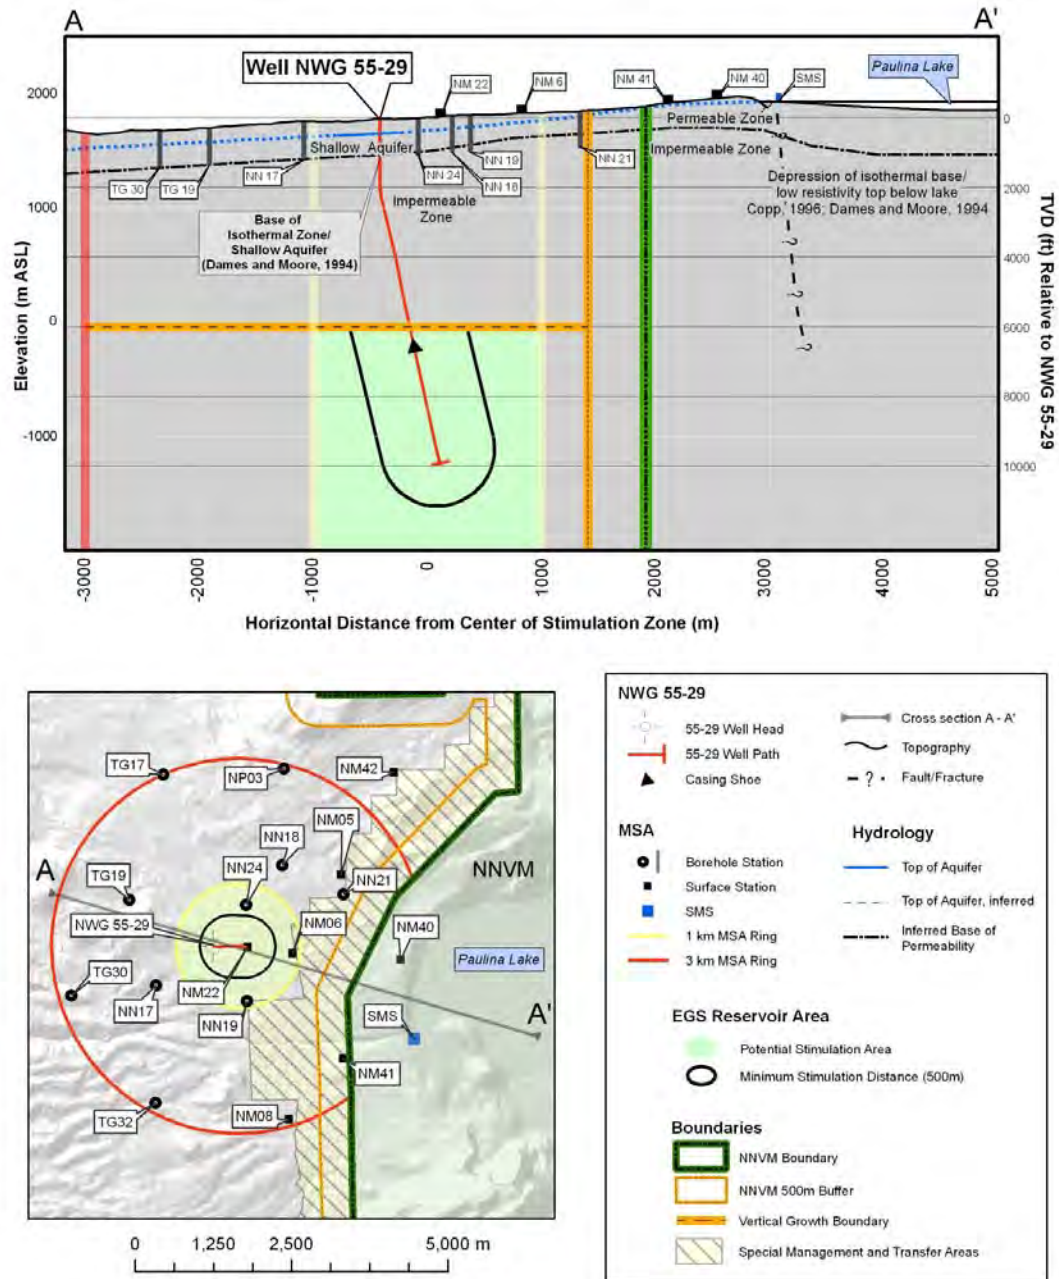 A
A'
Well NWG 55-29
NM 22
NM 6
NM 41
NM 40
SMS
Paulina Lake
2000
1000
0
-1000
Elevation (m ASL)
0
2000
4000
6000
8000
10000
TVD (ft) Relative to NWG 55-29
Permeable Zone
Shallow Aquifer
Impermeable Zone
TG 30
TG 19
NN 17
NN 24
NN 19
NN 18
NN 21
Impermeable
Zone
Base of
Isothermal Zone/
Shallow Aquifer
(Dames and Moore, 1994)
Depression of isothermal base/
low resistivity top below lake
Copp, 1996; Dames and Moore, 1994
?
?
?
-3000
-2000
-1000
0
1000
2000
3000
4000
5000
Horizontal Distance from Center of Stimulation Zone (m)
TG17
NP03
NM42
NM05
NN18
NN24
NN21
NNVM
A
TG19
NWG 55-29
NM06
NM40
Paulina Lake
TG30
NN17
NM22
NN19
SMS
A'
NM41
TG32
NM08
0
1,250
2,500
5,000 m
NWG 55-29
55-29 Well Head
55-29 Well Path
Casing Shoe
Cross section A - A'
Topography
?
Fault/Fracture
MSA
Borehole Station
Surface Station
SMS
1 km MSA Ring
3 km MSA Ring
Hydrology
Top of Aquifer
Top of Aquifer, inferred
Inferred Base of
Permeability
EGS Reservoir Area
Potential Stimulation Area
Minimum Stimulation Distance (500m)
Boundaries
NNVM Boundary
NNVM 500m Buffer
Vertical Growth Boundary
Special Management and Transfer Areas